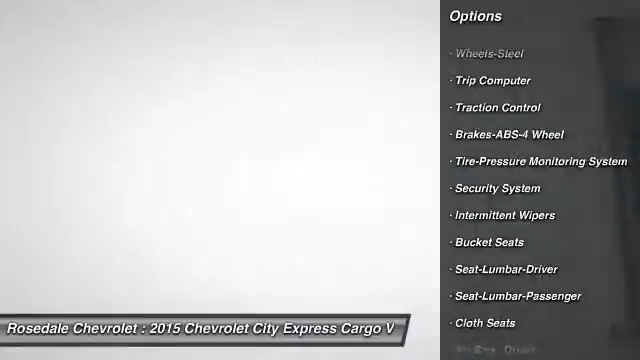 Options
· Wheels-Steel
· Trip Computer
· Traction Control
· Brakes-ABS-4 Wheel
· Tire-Pressure Monitoring System
· Security System
· Intermittent Wipers
· Bucket Seats
· Seat-Lumbar-Driver
· Seat-Lumbar-Passenger
· Cloth Seats
Rosedale Chevrolet : 2015 Chevrolet City Express Cargo V